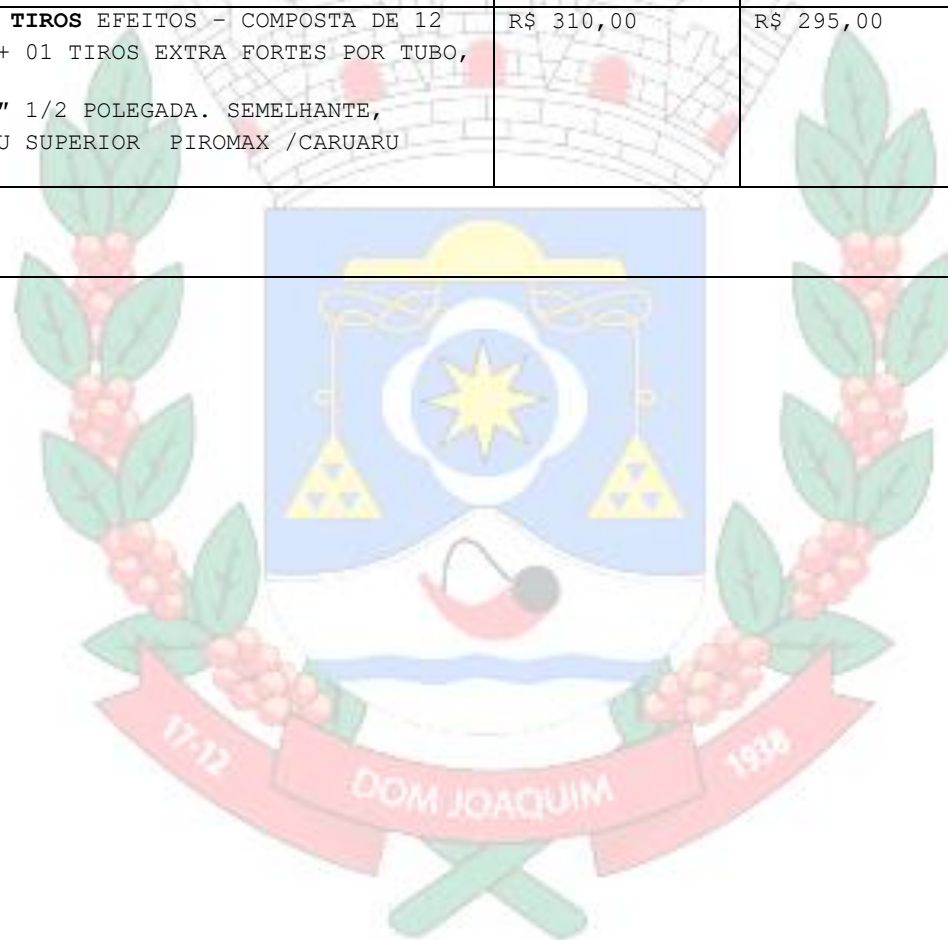 TIROS EFEITOS – COMPOSTA DE 12 R$ 310,00 R$ 295,00
+ 01 TIROS EXTRA FORTES POR TUBO,
" 1/2 POLEGADA. SEMELHANTE,
U SUPERIOR PIROMAX /CARUARU
17-12
DOM JOAQUIM
1938